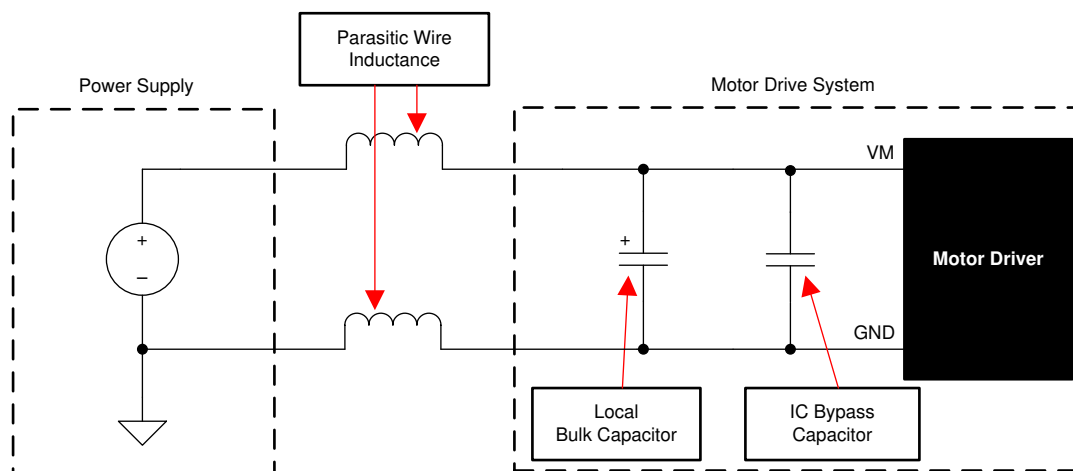 Parasitic Wire
Inductance
Power Supply
Motor Drive System
VM
+
–
+
Motor Driver
GND
Local
Bulk Capacitor
IC Bypass
Capacitor